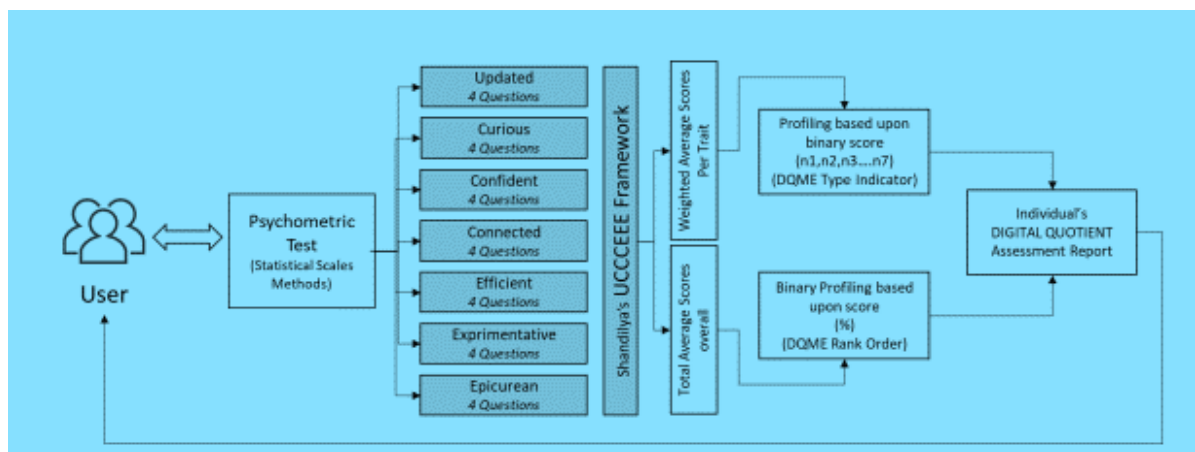 User
Psychometric
Test
(Statistical Scales
Methods)
Updated
4 Questions
Curious
4 Questions
Confident
4 Questions
Connected
4 Questions
Efficient
4 Questions
Exprimentative
4 Questions
Epicurean
4 Questions
Shandilya's UCCCEEE Framework
Weighted Average Scores
Per Trait
Total Average Scores
overall
Profiling based upon
binary score
(n1,n2,n3....n7)
(DQME Type Indicator)
Binary Profiling based
upon score
(%)
(DQME Rank Order)
Individual's
DIGITAL QUOTIENT
Assessment Report